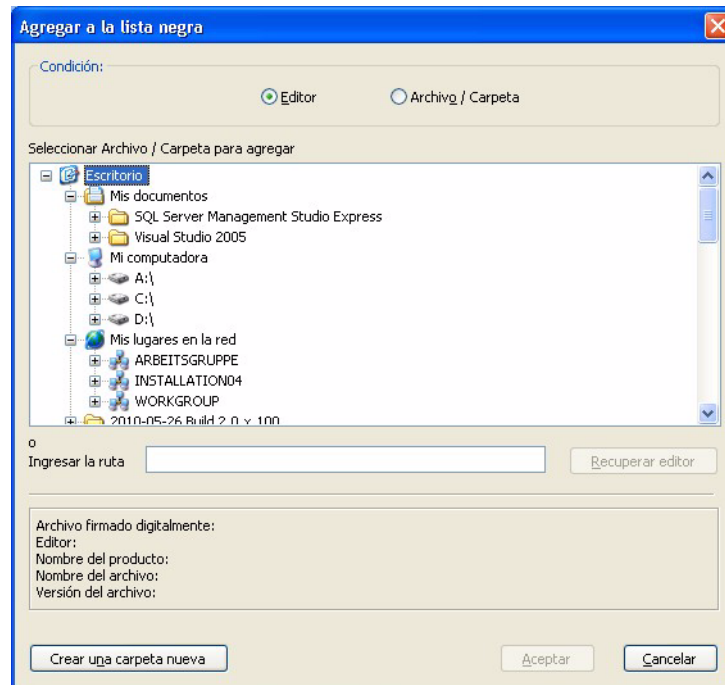 Agregar a la lista negra
Condición:
Editor
Archivo / Carpeta
Seleccionar Archivo / Carpeta para agregar
Escritorio
Mis documentos
SQL Server Management Studio Express
Visual Studio 2005
Mi computadora
A:\
C:\
D:\
Mis lugares en la red
ARBEITSGRUPPE
INSTALLATION04
WORKGROUP
2010-05-26 Build 2.0 x 100
o
Ingresar la ruta
Recuperar editor
Archivo firmado digitalmente:
Editor:
Nombre del producto:
Nombre del archivo:
Versión del archivo:
Crear una carpeta nueva
Aceptar
Cancelar